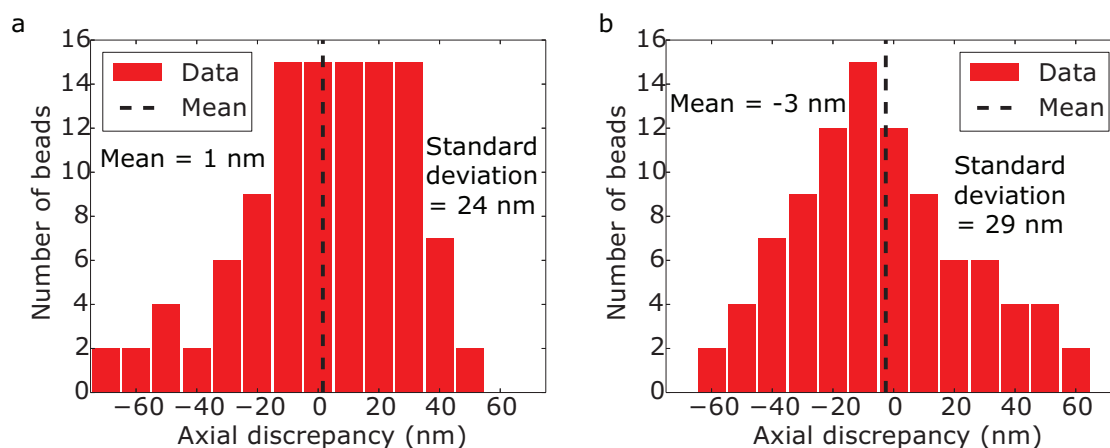 a
16
14
12
10
8
6
4
2
0
Number of beads
Data
Mean
Mean = 1 nm
Standard
deviation
= 24 nm
−60 −40 −20 0 20 40 60
Axial discrepancy (nm)
b
16
14
12
10
8
6
4
2
0
Number of beads
Mean = -3 nm
Data
Mean
Standard
deviation
= 29 nm
−60 −40 −20 0 20 40 60
Axial discrepancy (nm)